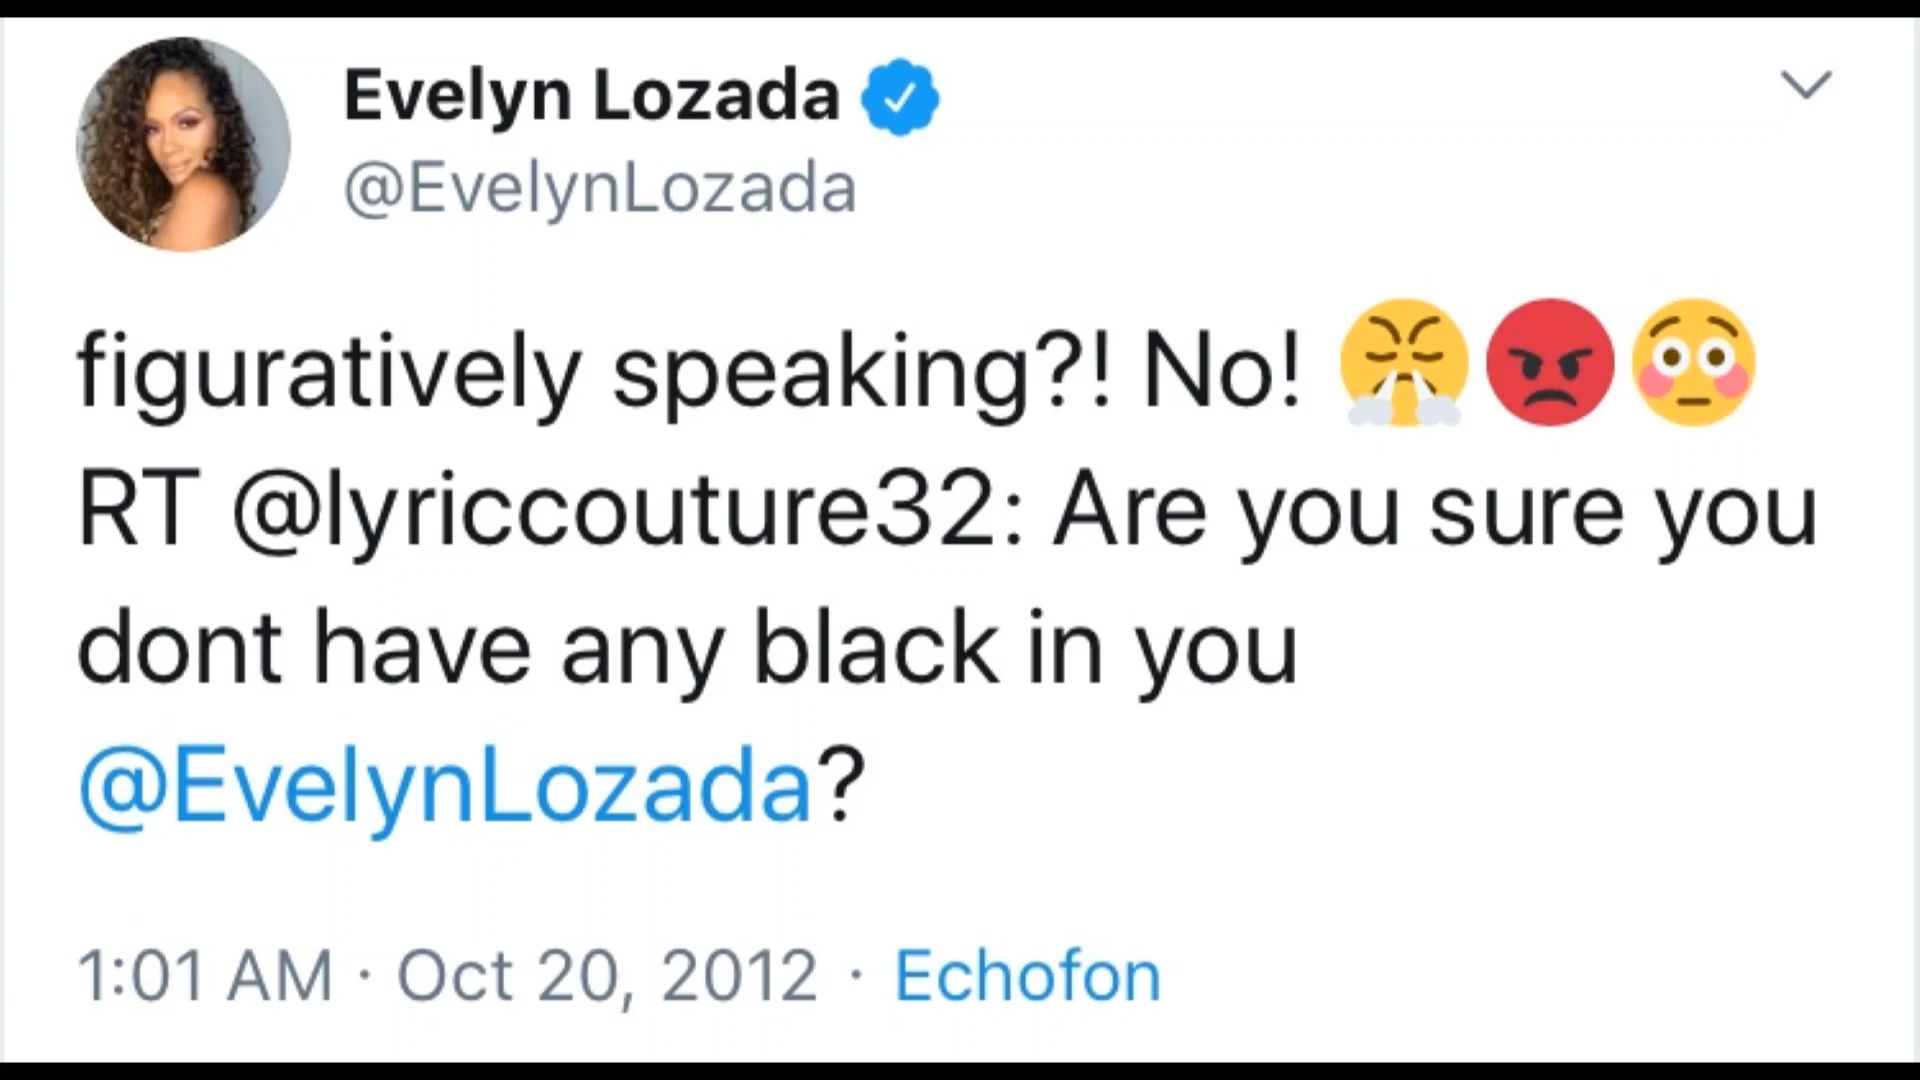 Evelyn Lozada
@EvelynLozada
figuratively speaking?! No! 😤😡😳
RT @lyriccouture32: Are you sure you
dont have any black in you
@EvelynLozada?
1:01 AM · Oct 20, 2012 · Echofon